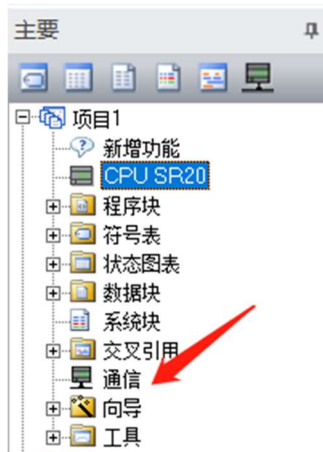 主要
项目1
新增功能
CPU SR20
程序块
符号表
状态图表
数据块
系统块
交叉引用
通信
向导
工具